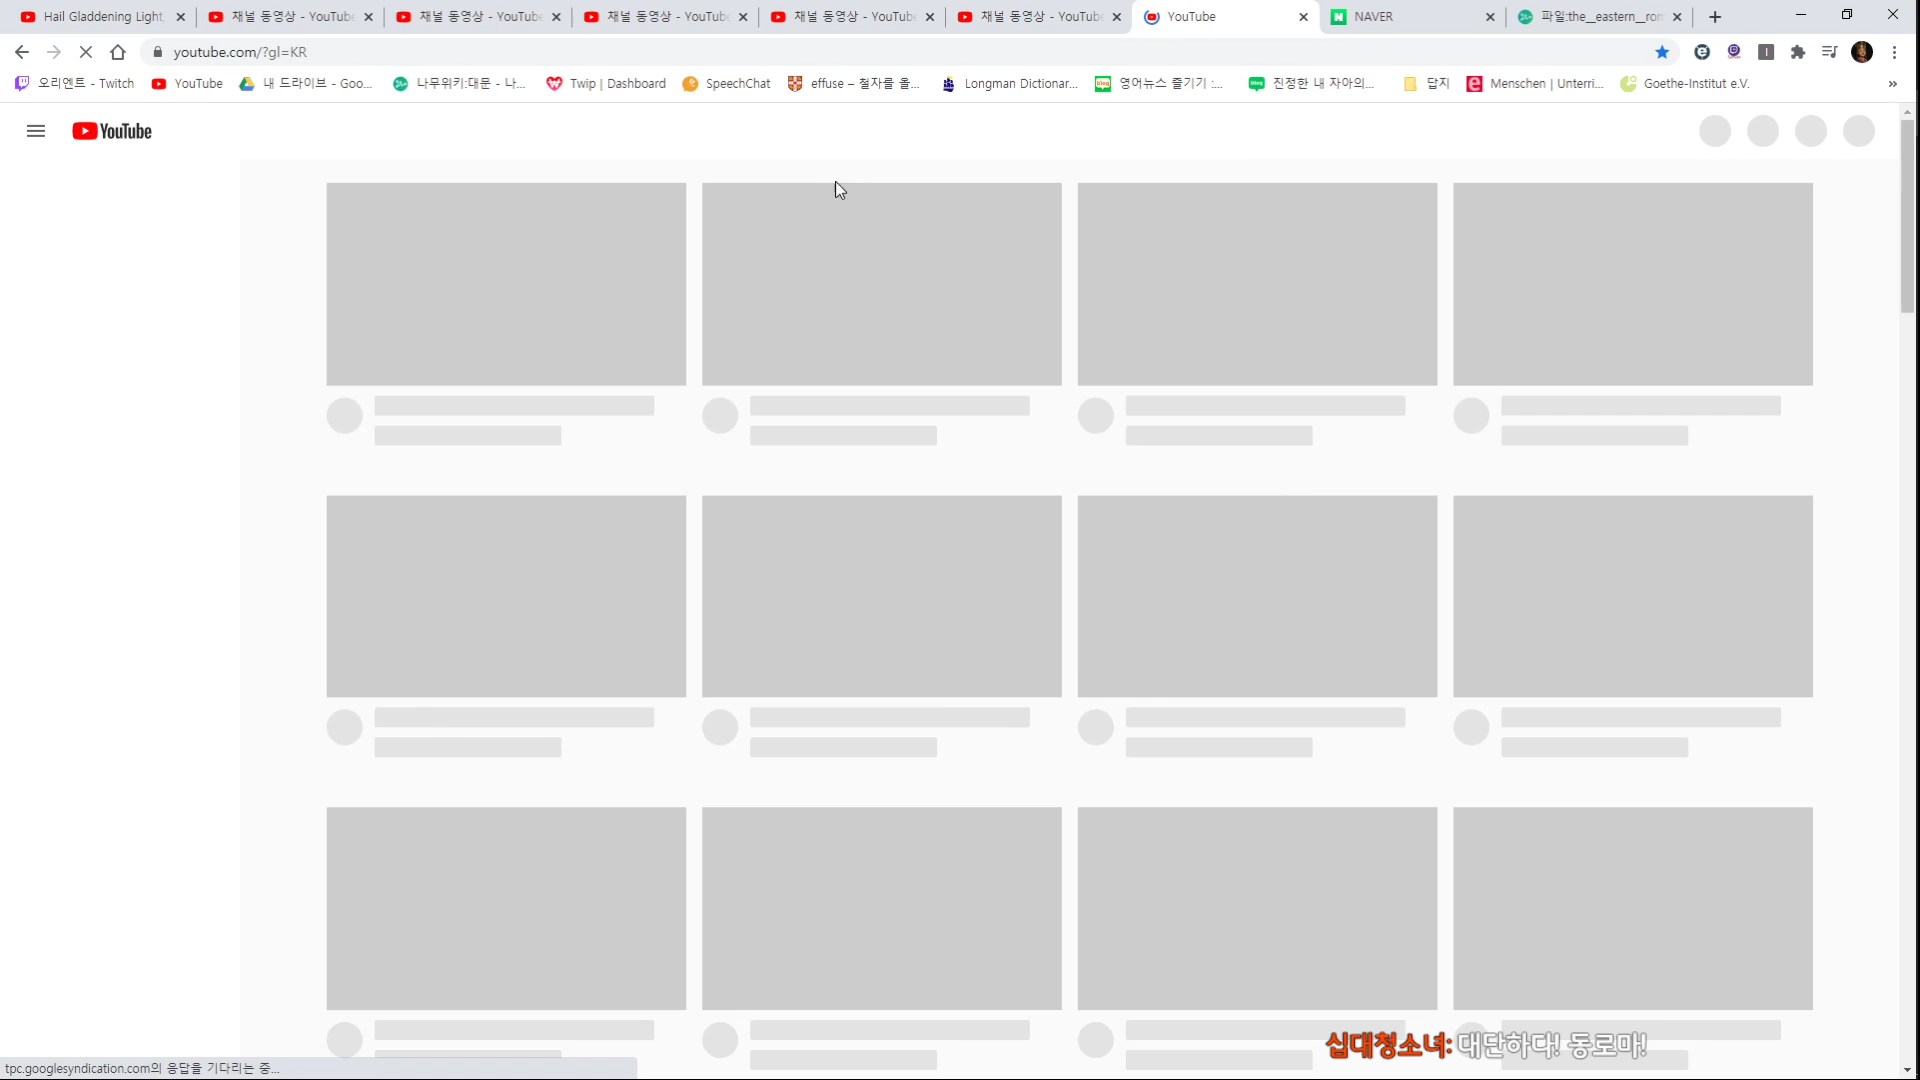 Hail Gladdening Light,
채널 동영상 - YouTube
채널 동영상 - YouTube
채널 동영상 - YouTube
채널 동영상 - YouTube
채널 동영상 - YouTube
YouTube
NAVER
파일:the_eastern_ron
youtube.com/?gl=KR
오리엔트 - Twitch
YouTube
내 드라이브 - Goo...
나무위키:대문 - 나...
Twip | Dashboard
SpeechChat
effuse – 철자를 올...
Longman Dictionar...
영어뉴스 즐기기 :...
진정한 내 자아의...
답지
Menschen | Unterri...
Goethe-Institut e.V.
YouTube
십대청소녀: 대단하다! 동로마!
tpc.googlesyndication.com의 응답을 기다리는 중...